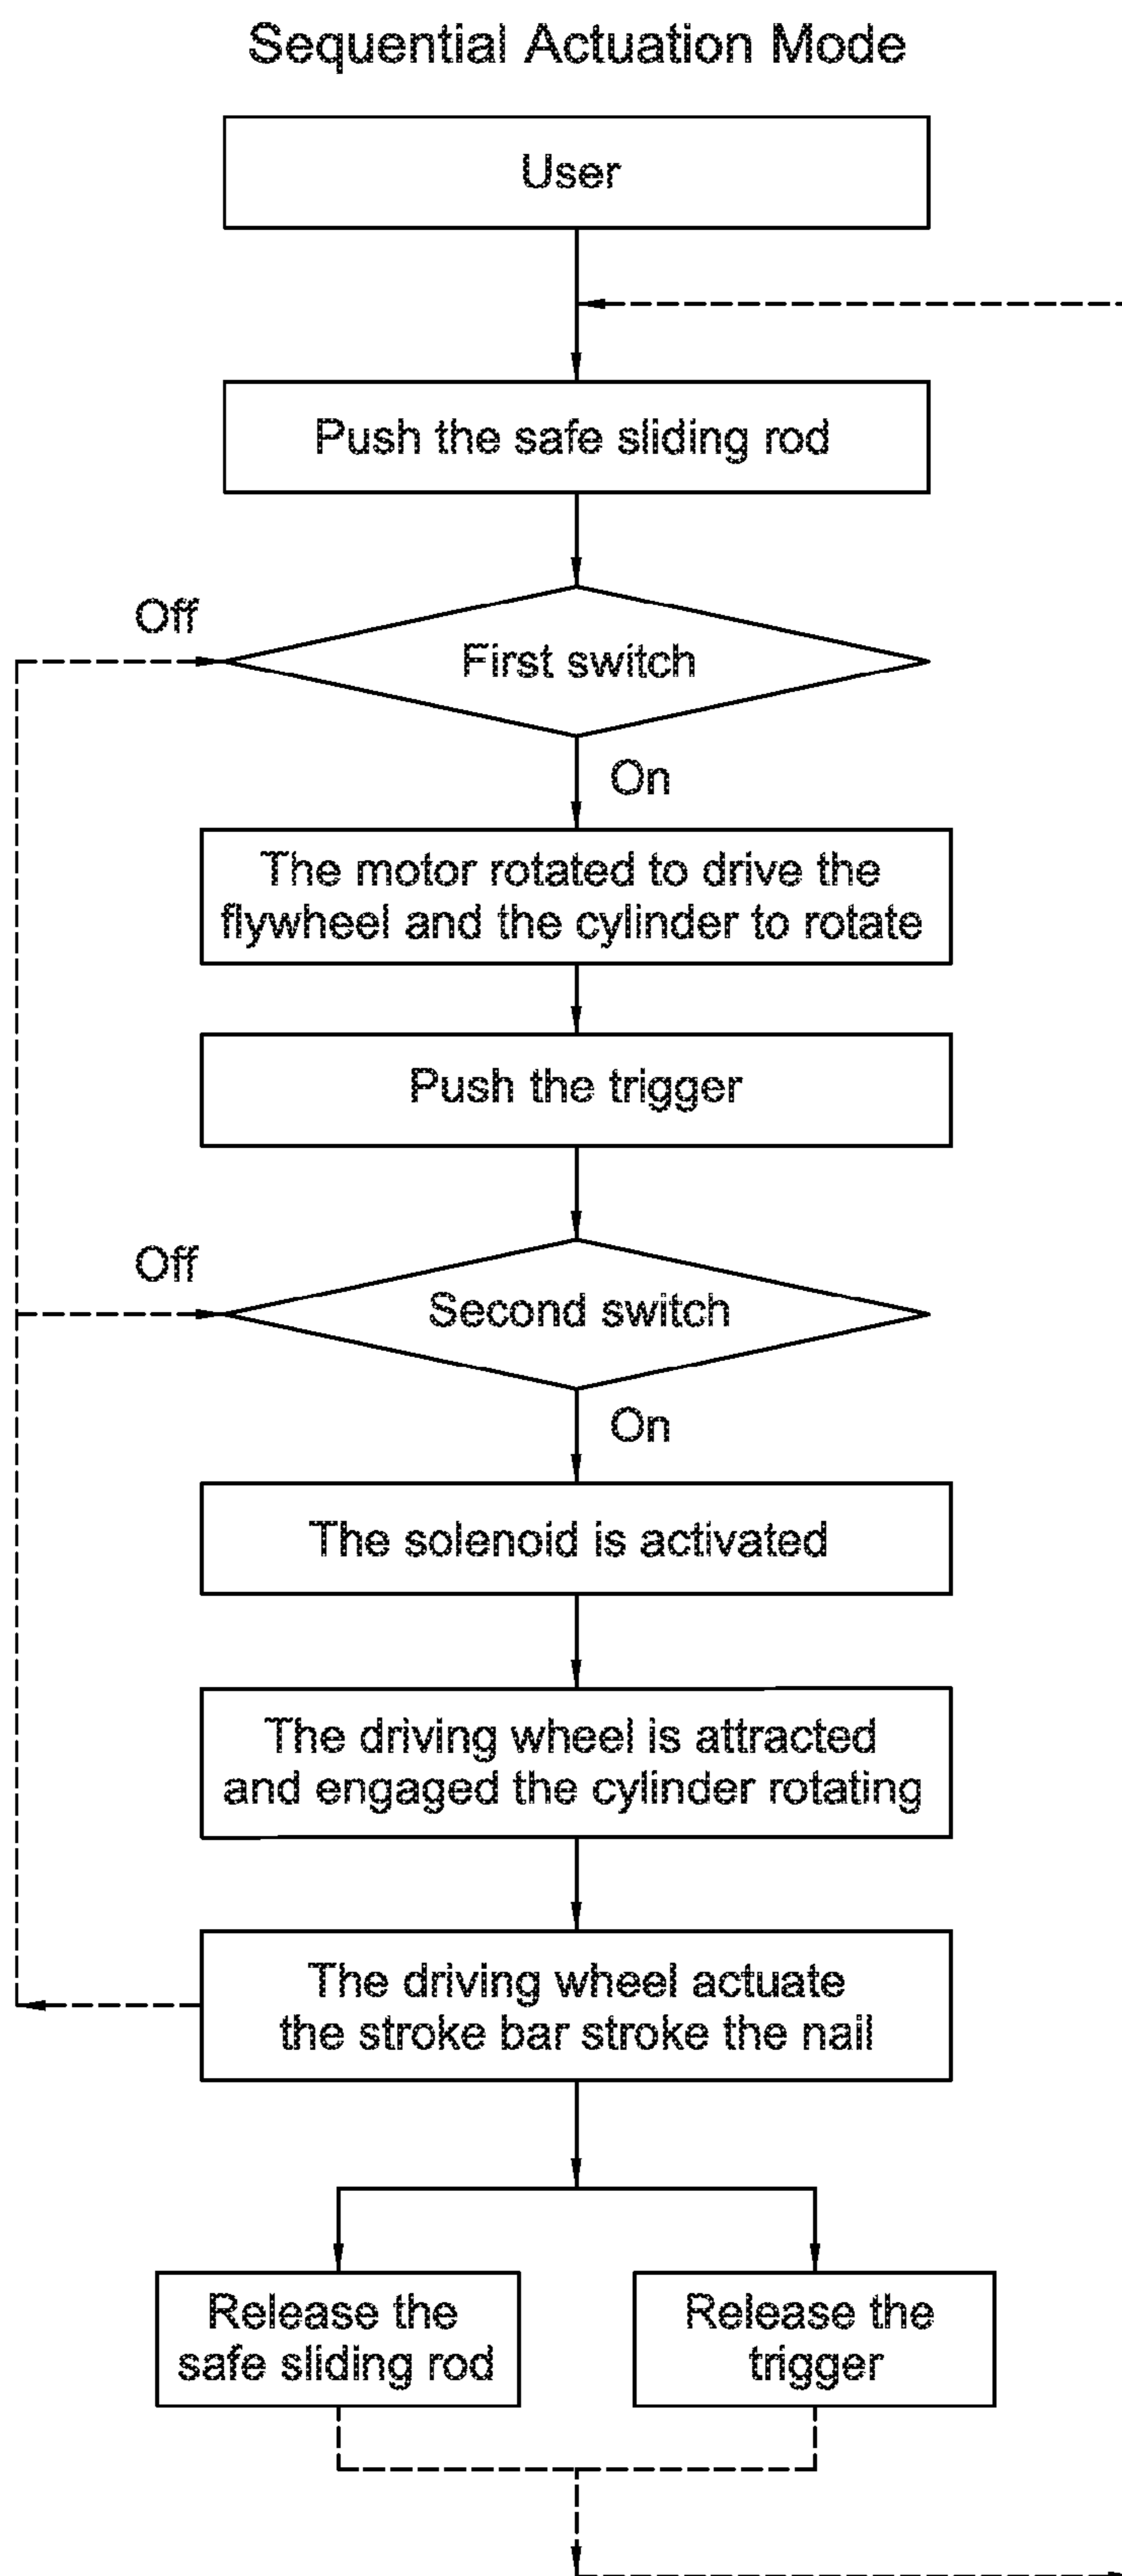 Sequential Actuation Mode
User
Push the safe sliding rod
Off
First switch
On
The motor rotated to drive the
flywheel and the cylinder to rotate
Push the trigger
Off
Second switch
On
The solenoid is activated
The driving wheel is attracted
and engaged the cylinder rotating
The driving wheel actuate
the stroke bar stroke the nail
Release the
safe sliding rod
Release the
trigger